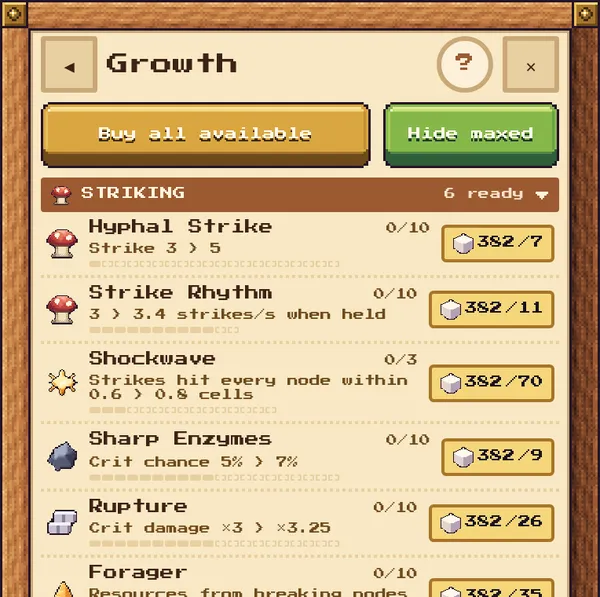 ◄ Growth ? ×
Buy all available Hide maxed
STRIKING 6 ready ▼
Hyphal Strike 0/10 382/7
Strike 3 > 5
Strike Rhythm 0/10 382/11
3 > 3.4 strikes/s when held
Shockwave 0/3 382/70
Strikes hit every node within
0.6 > 0.8 cells
Sharp Enzymes 0/10 382/9
Crit chance 5% > 7%
Rupture 0/10 382/26
Crit damage ×3 > ×3.25
Forager 0/10 382/35
Resources from breaking nodes